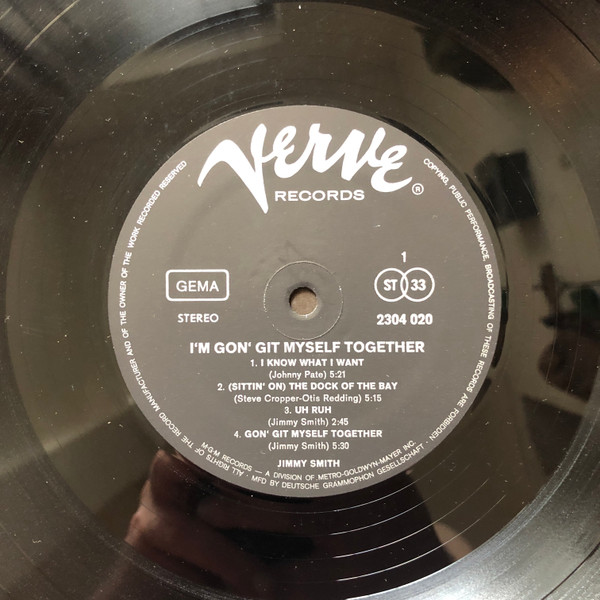 Verve
RECORDS ®
ALL RIGHTS OF THE RECORD MANUFACTURER AND OF THE OWNER OF THE WORK RECORDED RESERVED
COPYING, PUBLIC PERFORMANCE, BROADCASTING OF THESE RECORDS ARE FORBIDDEN ·
1
GEMA
ST 33
STEREO
2304 020
I'M GON' GIT MYSELF TOGETHER
1. I KNOW WHAT I WANT
(Johnny Pate) 5:21
2. (SITTIN' ON) THE DOCK OF THE BAY
(Steve Cropper-Otis Redding) 5:15
3. UH RUH
(Jimmy Smith) 2:45
4. GON' GIT MYSELF TOGETHER
(Jimmy Smith) 5:30
JIMMY SMITH
MGM RECORDS — A DIVISION OF METRO-GOLDWYN-MAYER INC.
· MFD BY DEUTSCHE GRAMMOPHON GESELLSCHAFT ·